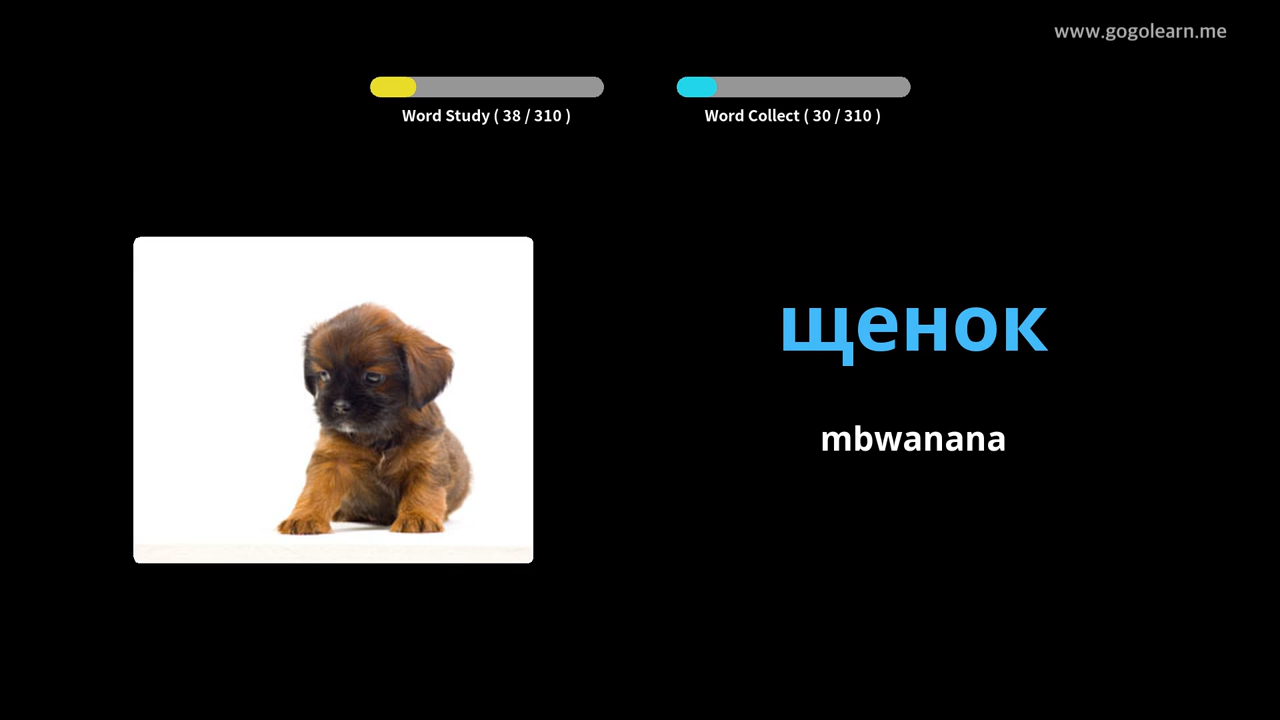 www.gogolearn.me
Word Study ( 38 / 310 )
Word Collect ( 30 / 310 )
щенок
mbwanana